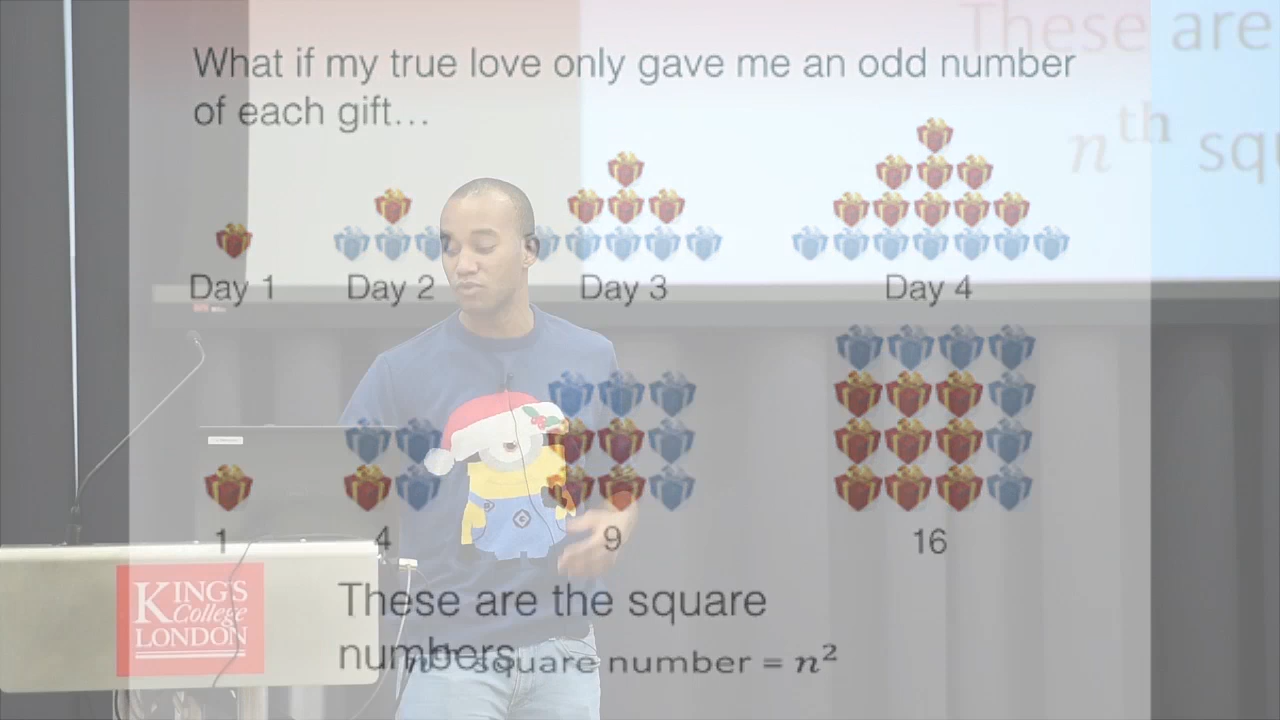 What if my true love only gave me an odd number
of each gift...
These are
nᵗʰ squ
Day 1 Day 2 Day 3 Day 4
1 4 9 16
KING'S
College
LONDON
These are the square
numbers
nᵗʰ square number = n²